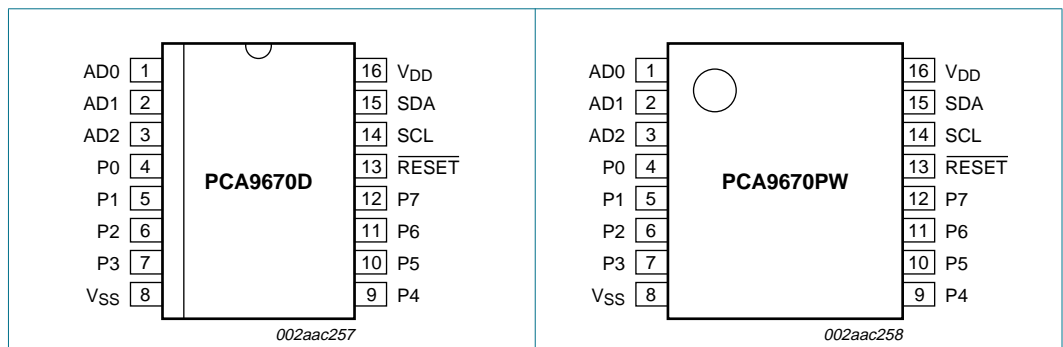 AD0 1 16 VDD
AD1 2 15 SDA
AD2 3 14 SCL
P0 4 13 RESET
PCA9670D
P1 5 12 P7
P2 6 11 P6
P3 7 10 P5
VSS 8 9 P4
002aac257
AD0 1 16 VDD
AD1 2 15 SDA
AD2 3 14 SCL
P0 4 13 RESET
PCA9670PW
P1 5 12 P7
P2 6 11 P6
P3 7 10 P5
VSS 8 9 P4
002aac258